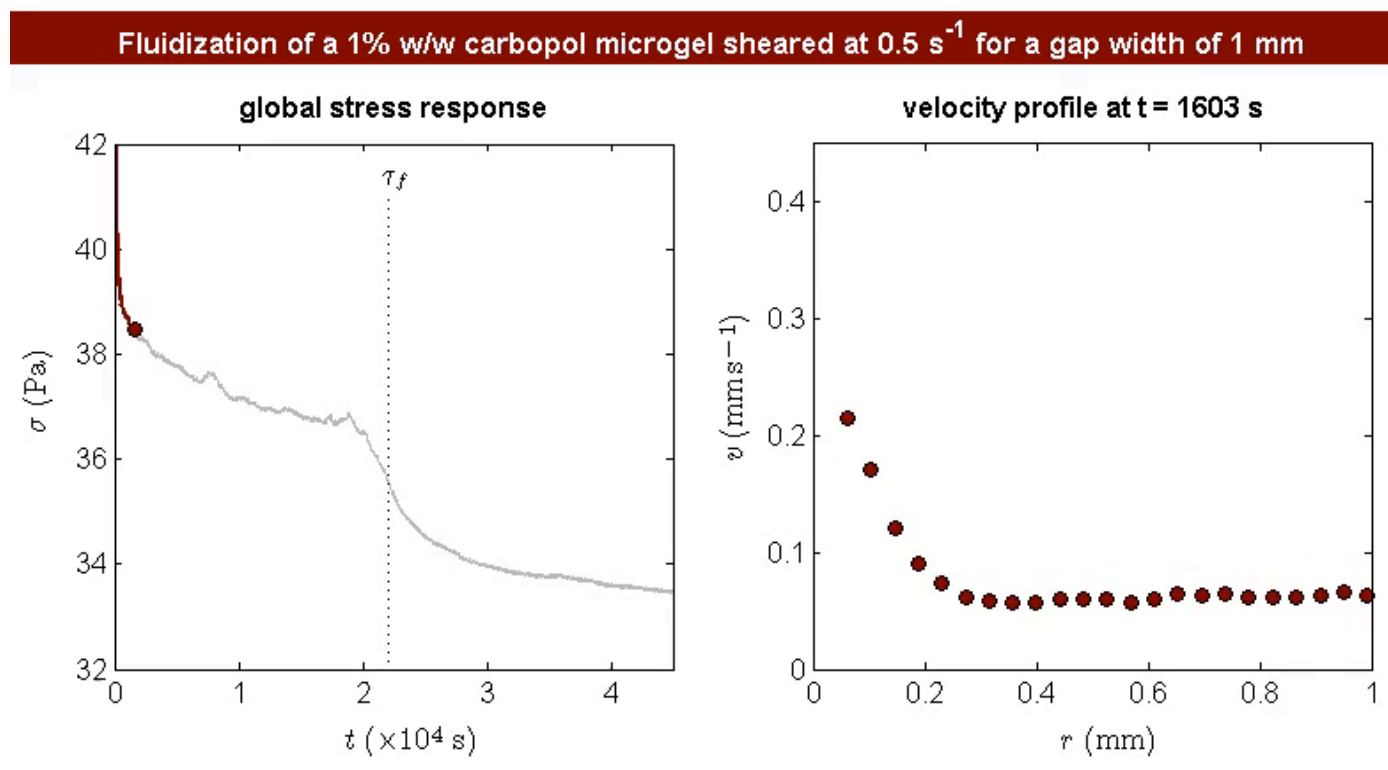 Fluidization of a 1% w/w carbopol microgel sheared at 0.5 s⁻¹ for a gap width of 1 mm
global stress response
42
40
38
36
34
32
σ (Pa)
τf
0 1 2 3 4
t (×10⁴ s)
velocity profile at t = 1603 s
0.4
0.3
0.2
0.1
0
v (mms−1)
0 0.2 0.4 0.6 0.8 1
r (mm)